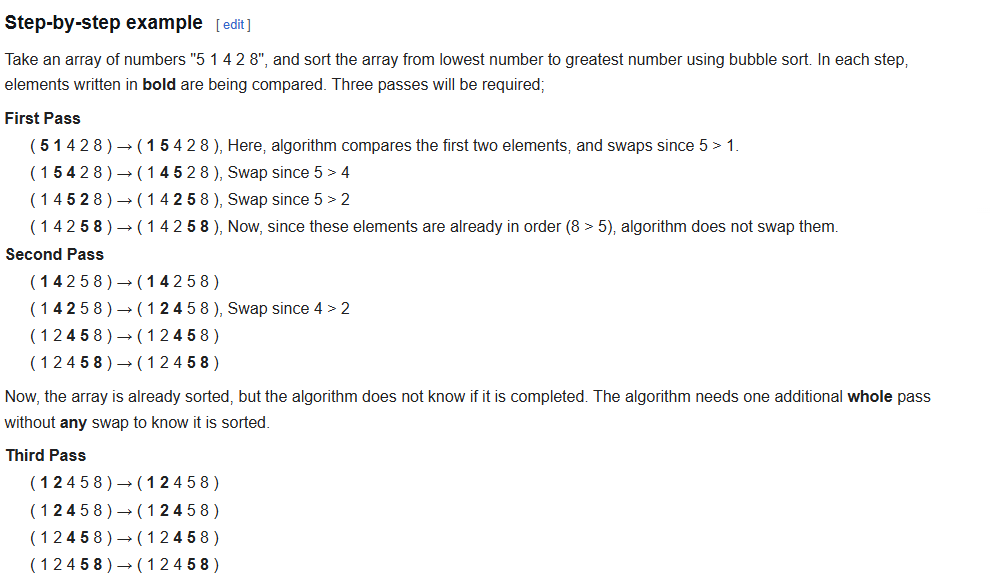 Step-by-step example [ edit ]
Take an array of numbers "5 1 4 2 8", and sort the array from lowest number to greatest number using bubble sort. In each step,
elements written in bold are being compared. Three passes will be required;
First Pass
( 5 1 4 2 8 ) → ( 1 5 4 2 8 ), Here, algorithm compares the first two elements, and swaps since 5 > 1.
( 1 5 4 2 8 ) → ( 1 4 5 2 8 ), Swap since 5 > 4
( 1 4 5 2 8 ) → ( 1 4 2 5 8 ), Swap since 5 > 2
( 1 4 2 5 8 ) → ( 1 4 2 5 8 ), Now, since these elements are already in order (8 > 5), algorithm does not swap them.
Second Pass
( 1 4 2 5 8 ) → ( 1 4 2 5 8 )
( 1 4 2 5 8 ) → ( 1 2 4 5 8 ), Swap since 4 > 2
( 1 2 4 5 8 ) → ( 1 2 4 5 8 )
( 1 2 4 5 8 ) → ( 1 2 4 5 8 )
Now, the array is already sorted, but the algorithm does not know if it is completed. The algorithm needs one additional whole pass
without any swap to know it is sorted.
Third Pass
( 1 2 4 5 8 ) → ( 1 2 4 5 8 )
( 1 2 4 5 8 ) → ( 1 2 4 5 8 )
( 1 2 4 5 8 ) → ( 1 2 4 5 8 )
( 1 2 4 5 8 ) → ( 1 2 4 5 8 )